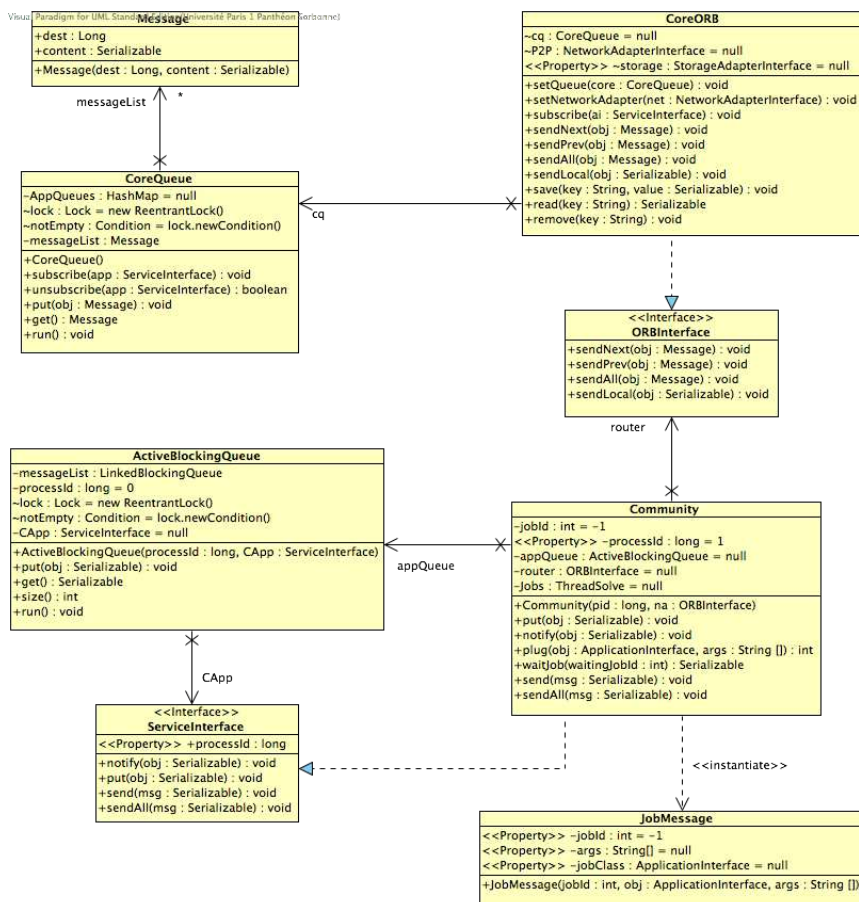 Visual Paradigm for UML Standard Edition(Université Paris 1 Panthéon Sorbonne)
Message
+dest : Long
+content : Serializable
+Message(dest : Long, content : Serializable)
messageList
*
CoreORB
~cq : CoreQueue = null
~P2P : NetworkAdapterInterface = null
<<Property>> ~storage : StorageAdapterInterface = null
+setQueue(core : CoreQueue) : void
+setNetworkAdapter(net : NetworkAdapterInterface) : void
+subscribe(ai : ServiceInterface) : void
+sendNext(obj : Message) : void
+sendPrev(obj : Message) : void
+sendAll(obj : Message) : void
+sendLocal(obj : Serializable) : void
+save(key : String, value : Serializable) : void
+read(key : String) : Serializable
+remove(key : String) : void
CoreQueue
-AppQueues : HashMap = null
~lock : Lock = new ReentrantLock()
~notEmpty : Condition = lock.newCondition()
-messageList : Message
+CoreQueue()
+subscribe(app : ServiceInterface) : void
+unsubscribe(app : ServiceInterface) : boolean
+put(obj : Message) : void
+get() : Message
+run() : void
cq
<<Interface>>
ORBInterface
+sendNext(obj : Message) : void
+sendPrev(obj : Message) : void
+sendAll(obj : Message) : void
+sendLocal(obj : Serializable) : void
router
ActiveBlockingQueue
-messageList : LinkedBlockingQueue
-processId : long = 0
~lock : Lock = new ReentrantLock()
~notEmpty : Condition = lock.newCondition()
-CApp : ServiceInterface = null
+ActiveBlockingQueue(processId : long, CApp : ServiceInterface)
+put(obj : Serializable) : void
+get() : Serializable
+size() : int
+run() : void
appQueue
Community
-jobId : int = -1
<<Property>> -processId : long = 1
-appQueue : ActiveBlockingQueue = null
-router : ORBInterface = null
-Jobs : ThreadSolve = null
+Community(pid : long, na : ORBInterface)
+put(obj : Serializable) : void
+notify(obj : Serializable) : void
+plug(obj : ApplicationInterface, args : String []) : int
+waitJob(waitingJobId : int) : Serializable
+send(msg : Serializable) : void
+sendAll(msg : Serializable) : void
CApp
<<Interface>>
ServiceInterface
<<Property>> +processId : long
+notify(obj : Serializable) : void
+put(obj : Serializable) : void
+send(msg : Serializable) : void
+sendAll(msg : Serializable) : void
<<instantiate>>
JobMessage
<<Property>> -jobId : int = -1
<<Property>> -args : String[] = null
<<Property>> -jobClass : ApplicationInterface = null
+JobMessage(jobId : int, obj : ApplicationInterface, args : String [])